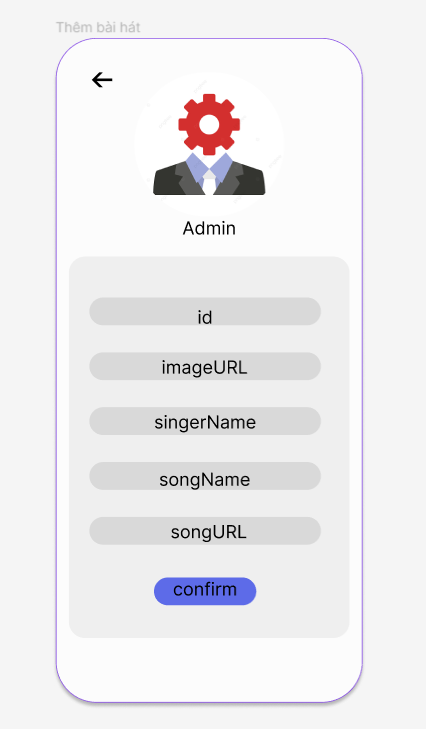 Thêm bài hát
Admin
id
imageURL
singerName
songName
songURL
confirm